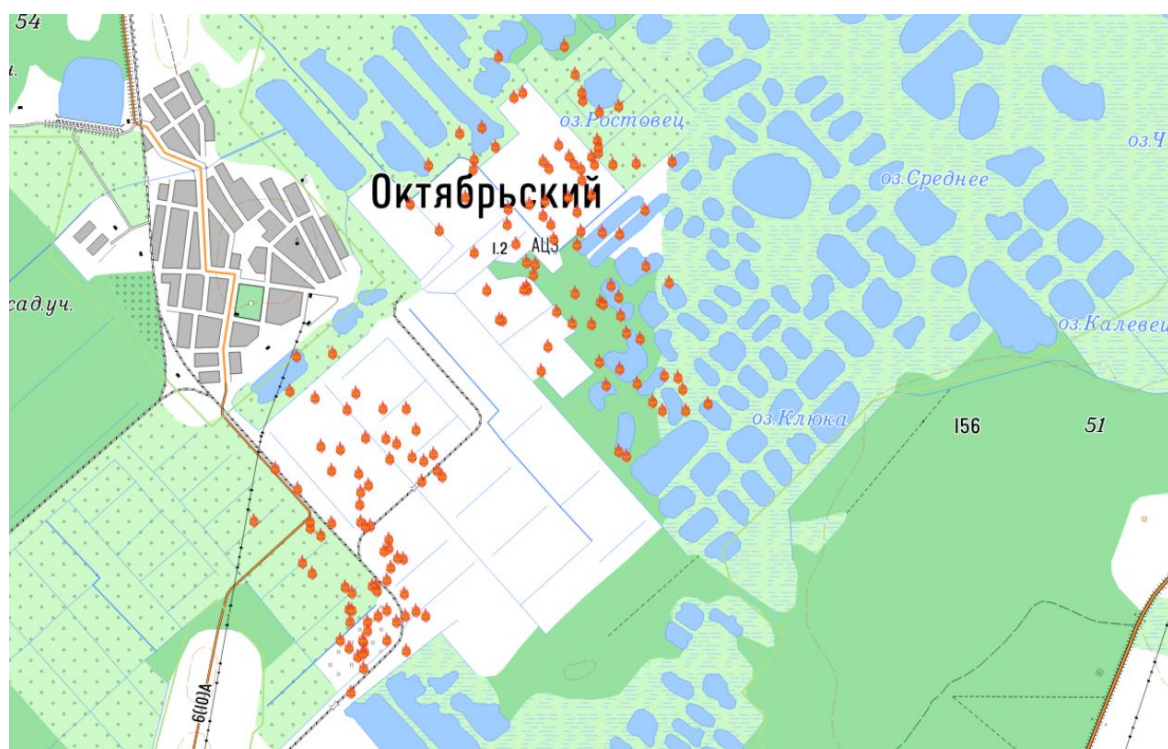 54
оз.Ростовец
оз.Ч
оз.Среднее
Октябрьский
1.2 АЦЗ
сад.уч.
оз.Калевец
оз.Клюка
156
51
6(10)А